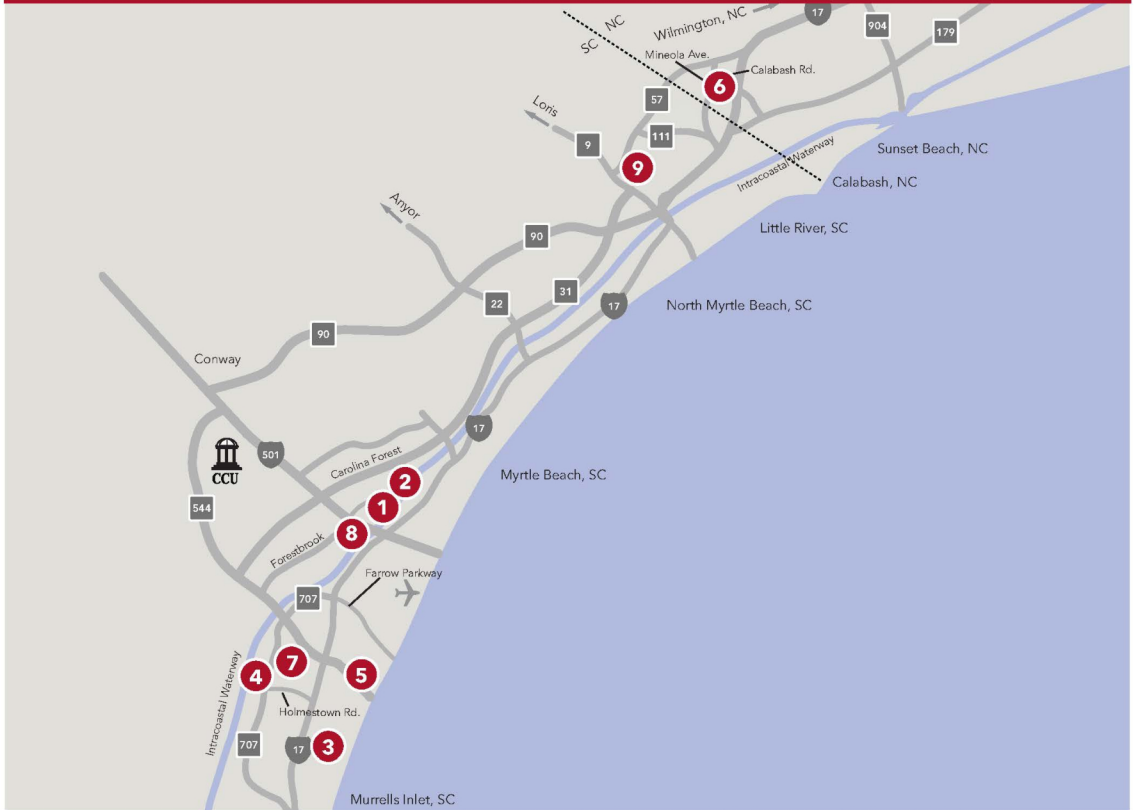 Wilmington, NC
17
904
179
NC
SC
Mineola Ave.
Calabash Rd.
6
57
Loris
111
9
9
Sunset Beach, NC
Intracoastal Waterway
Calabash, NC
Anyor
Little River, SC
90
31
22
17
North Myrtle Beach, SC
90
Conway
17
501
CCU
Carolina Forest
Myrtle Beach, SC
2
1
544
8
Forestbrook
Farrow Parkway
707
7
4
5
Intracoastal Waterway
Holmestown Rd.
707
17
3
Murrells Inlet, SC